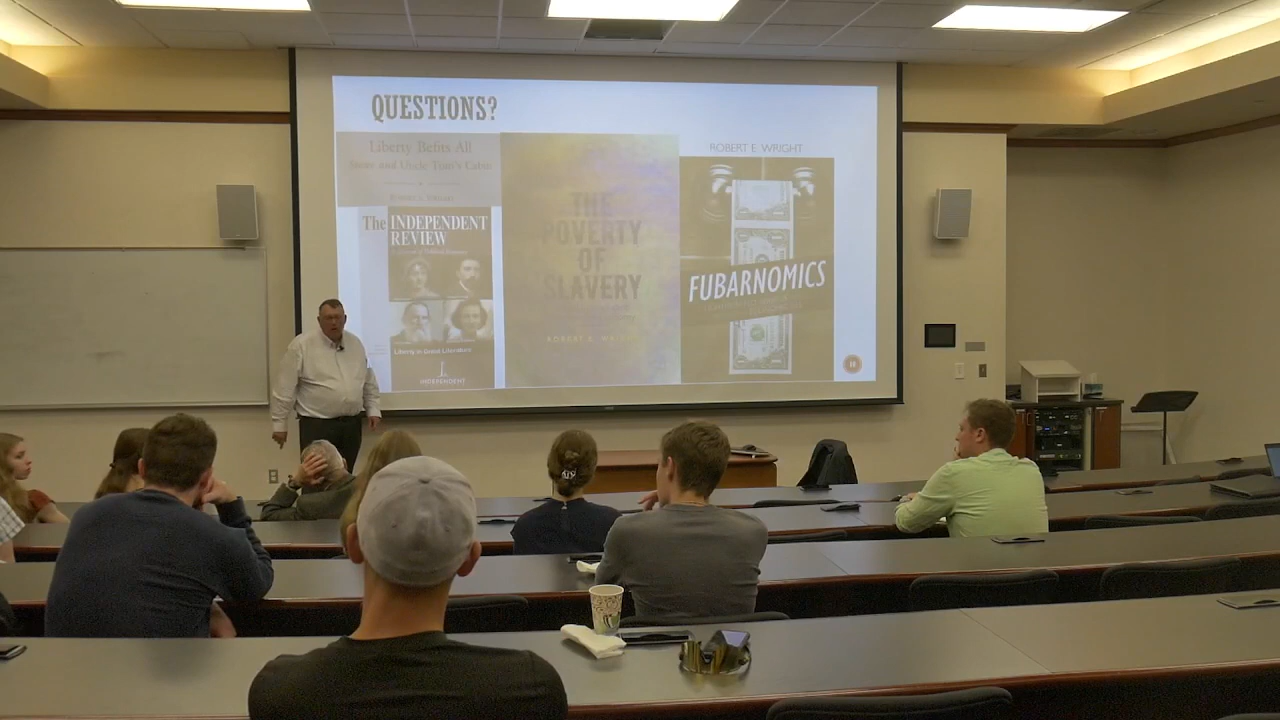 QUESTIONS?
Liberty Befits All
Stowe and Uncle Tom's Cabin
The INDEPENDENT
REVIEW
Liberty in Good Literature
INDEPENDENT
THE
POVERTY
OF
SLAVERY
ROBERT E. WRIGHT
ROBERT E. WRIGHT
FUBARNOMICS